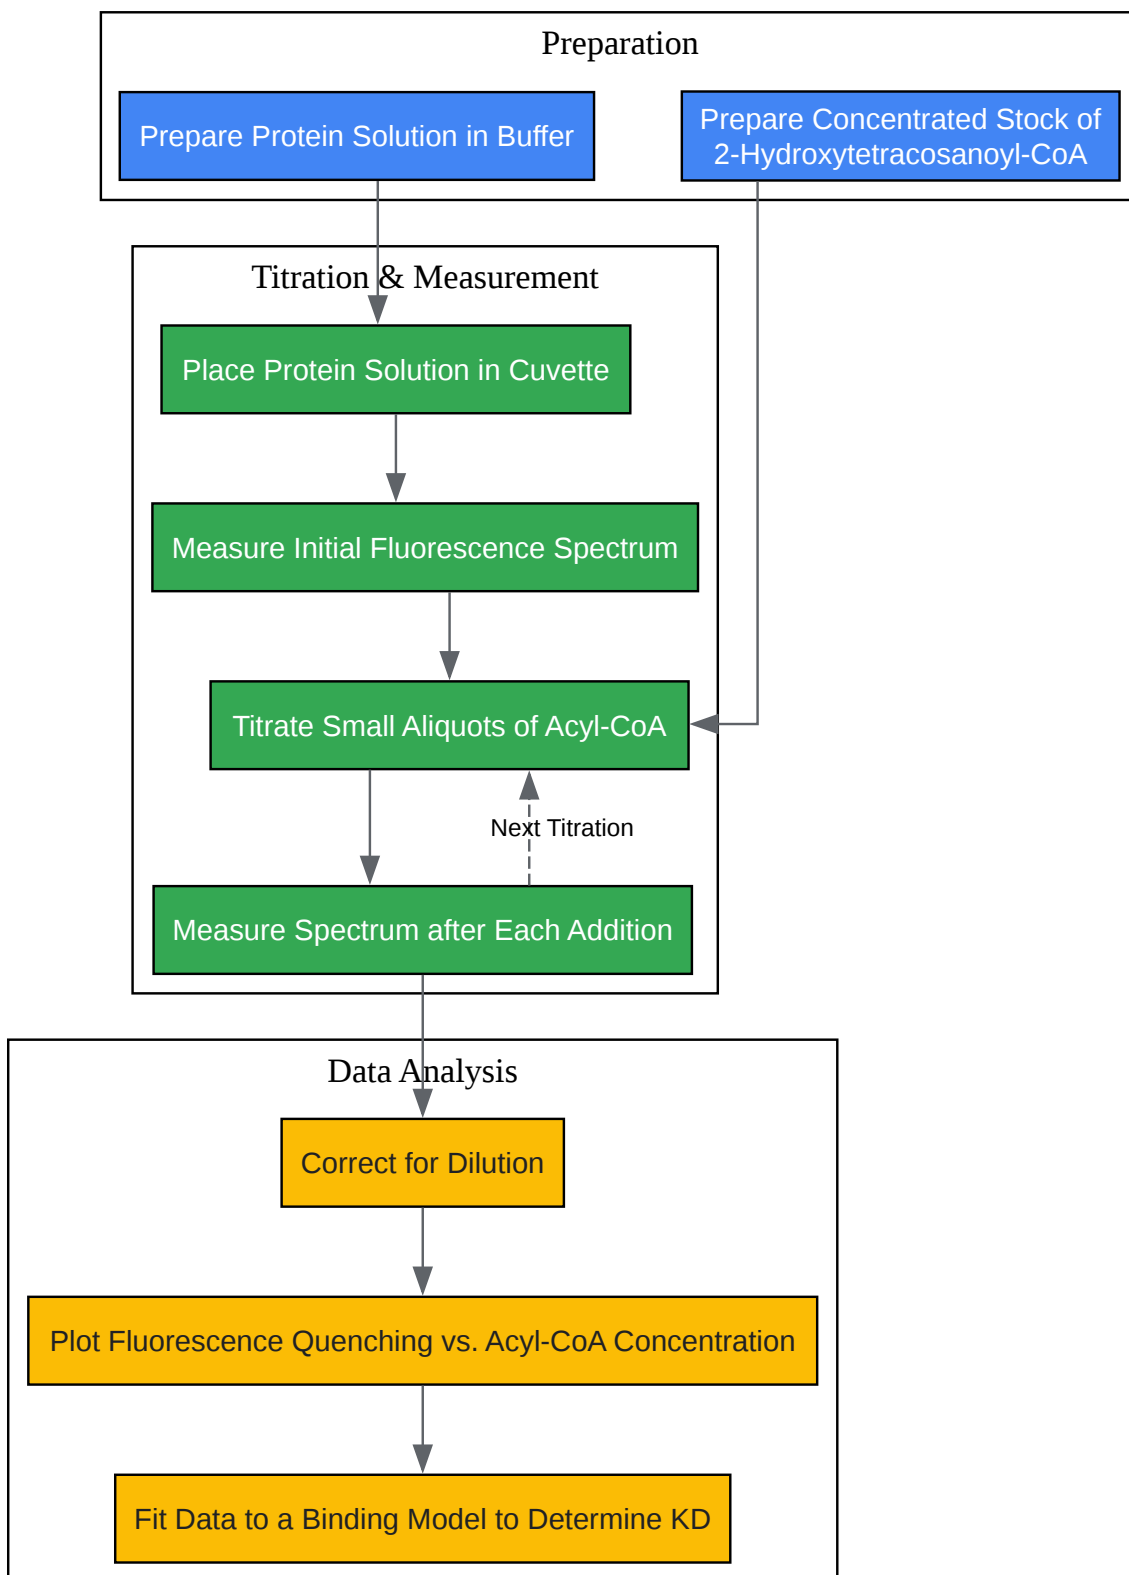 Preparation
Prepare Protein Solution in Buffer
Prepare Concentrated Stock of
2-Hydroxytetracosanoyl-CoA
Titration & Measurement
Place Protein Solution in Cuvette
Measure Initial Fluorescence Spectrum
Titrate Small Aliquots of Acyl-CoA
Next Titration
Measure Spectrum after Each Addition
Data Analysis
Correct for Dilution
Plot Fluorescence Quenching vs. Acyl-CoA Concentration
Fit Data to a Binding Model to Determine KD